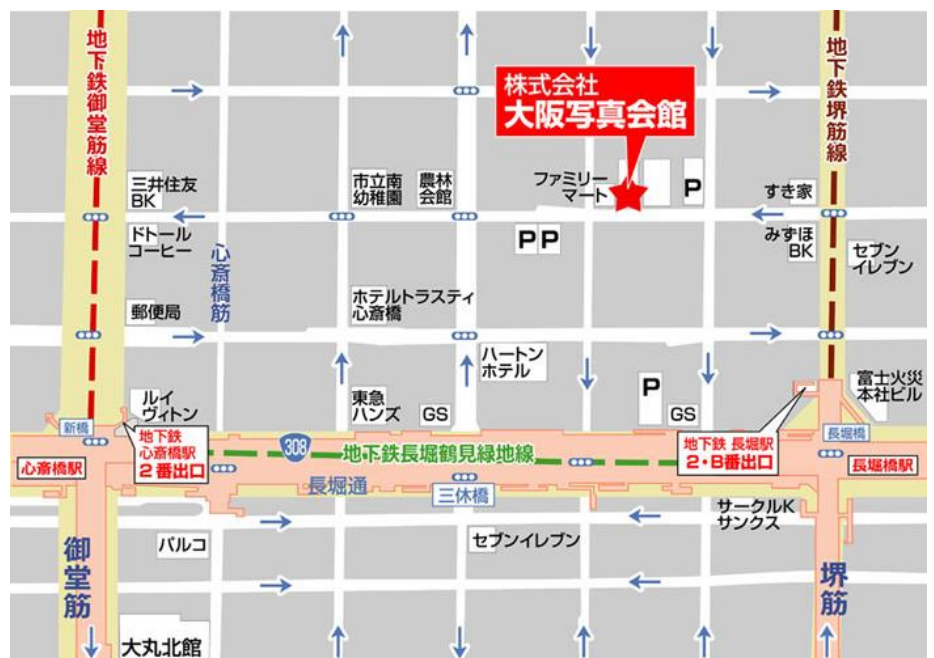 地下鉄御堂筋線
株式会社
大阪写真会館
地下鉄堺筋線
三井住友
BK
市立南
幼稚園
農林
会館
ファミリー
マート
P
すき家
ドトール
コーヒー
心斎橋筋
P P
みずほ
BK
セブン
イレブン
郵便局
ホテルトラスティ
心斎橋
ハートン
ホテル
ルイ
ヴィトン
東急
ハンズ
GS
P
GS
富士火災
本社ビル
新橋
地下鉄
心斎橋駅
2番出口
308
地下鉄長堀鶴見緑地線
地下鉄 長堀駅
2・B番出口
長堀橋
心斎橋駅
長堀橋駅
長堀通
三休橋
サークルK
サンクス
御堂筋
パルコ
セブンイレブン
堺筋
大丸北館